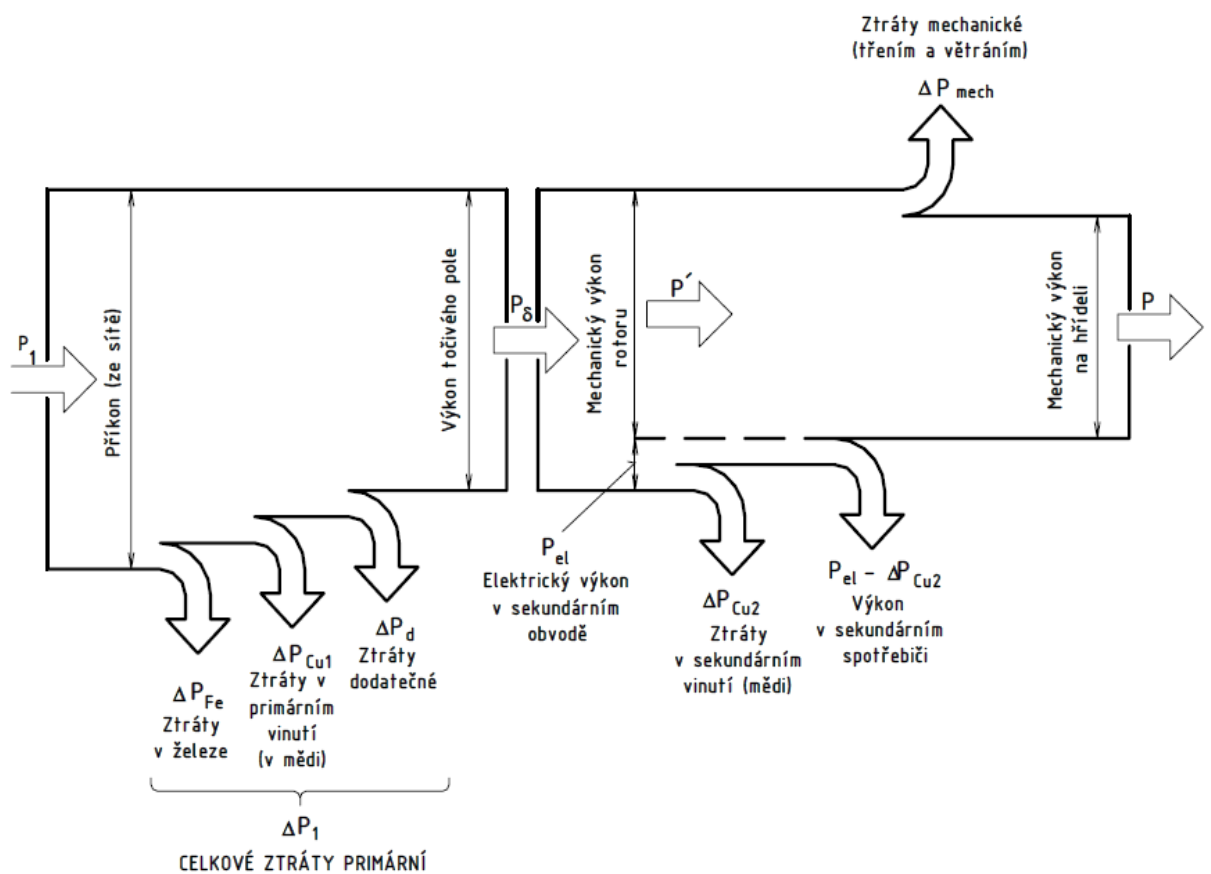 Ztráty mechanické
(třením a větráním)
ΔP mech
P1
Příkon (ze sítě)
Výkon točivého pole
Pδ
Mechanický výkon
rotoru
P´
Mechanický výkon
na hřídeli
P
Pel
Elektrický výkon
v sekundárním
obvodě
ΔPCu2
Ztráty
v sekundárním
vinutí (mědi)
Pel - ΔPCu2
Výkon
v sekundárním
spotřebiči
ΔPFe
Ztráty
v železe
ΔPCu1
Ztráty v
primárním
vinutí
(v mědi)
ΔPd
Ztráty
dodatečné
ΔP1
CELKOVÉ ZTRÁTY PRIMÁRNÍ